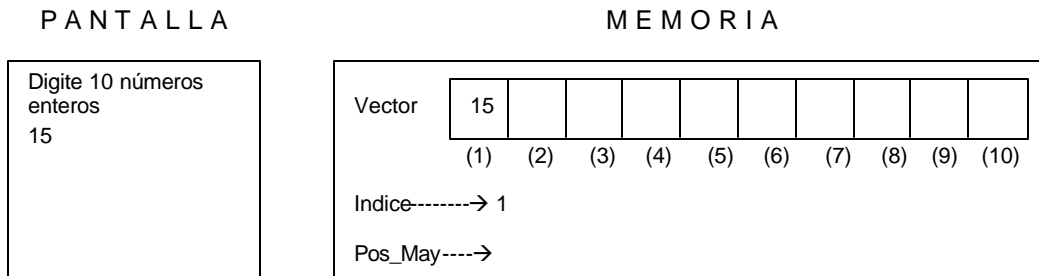 P A N T A L L A
M E M O R I A
Digite 10 números
enteros
15
Vector 15
(1) (2) (3) (4) (5) (6) (7) (8) (9) (10)
Indice--------→ 1
Pos_May----→